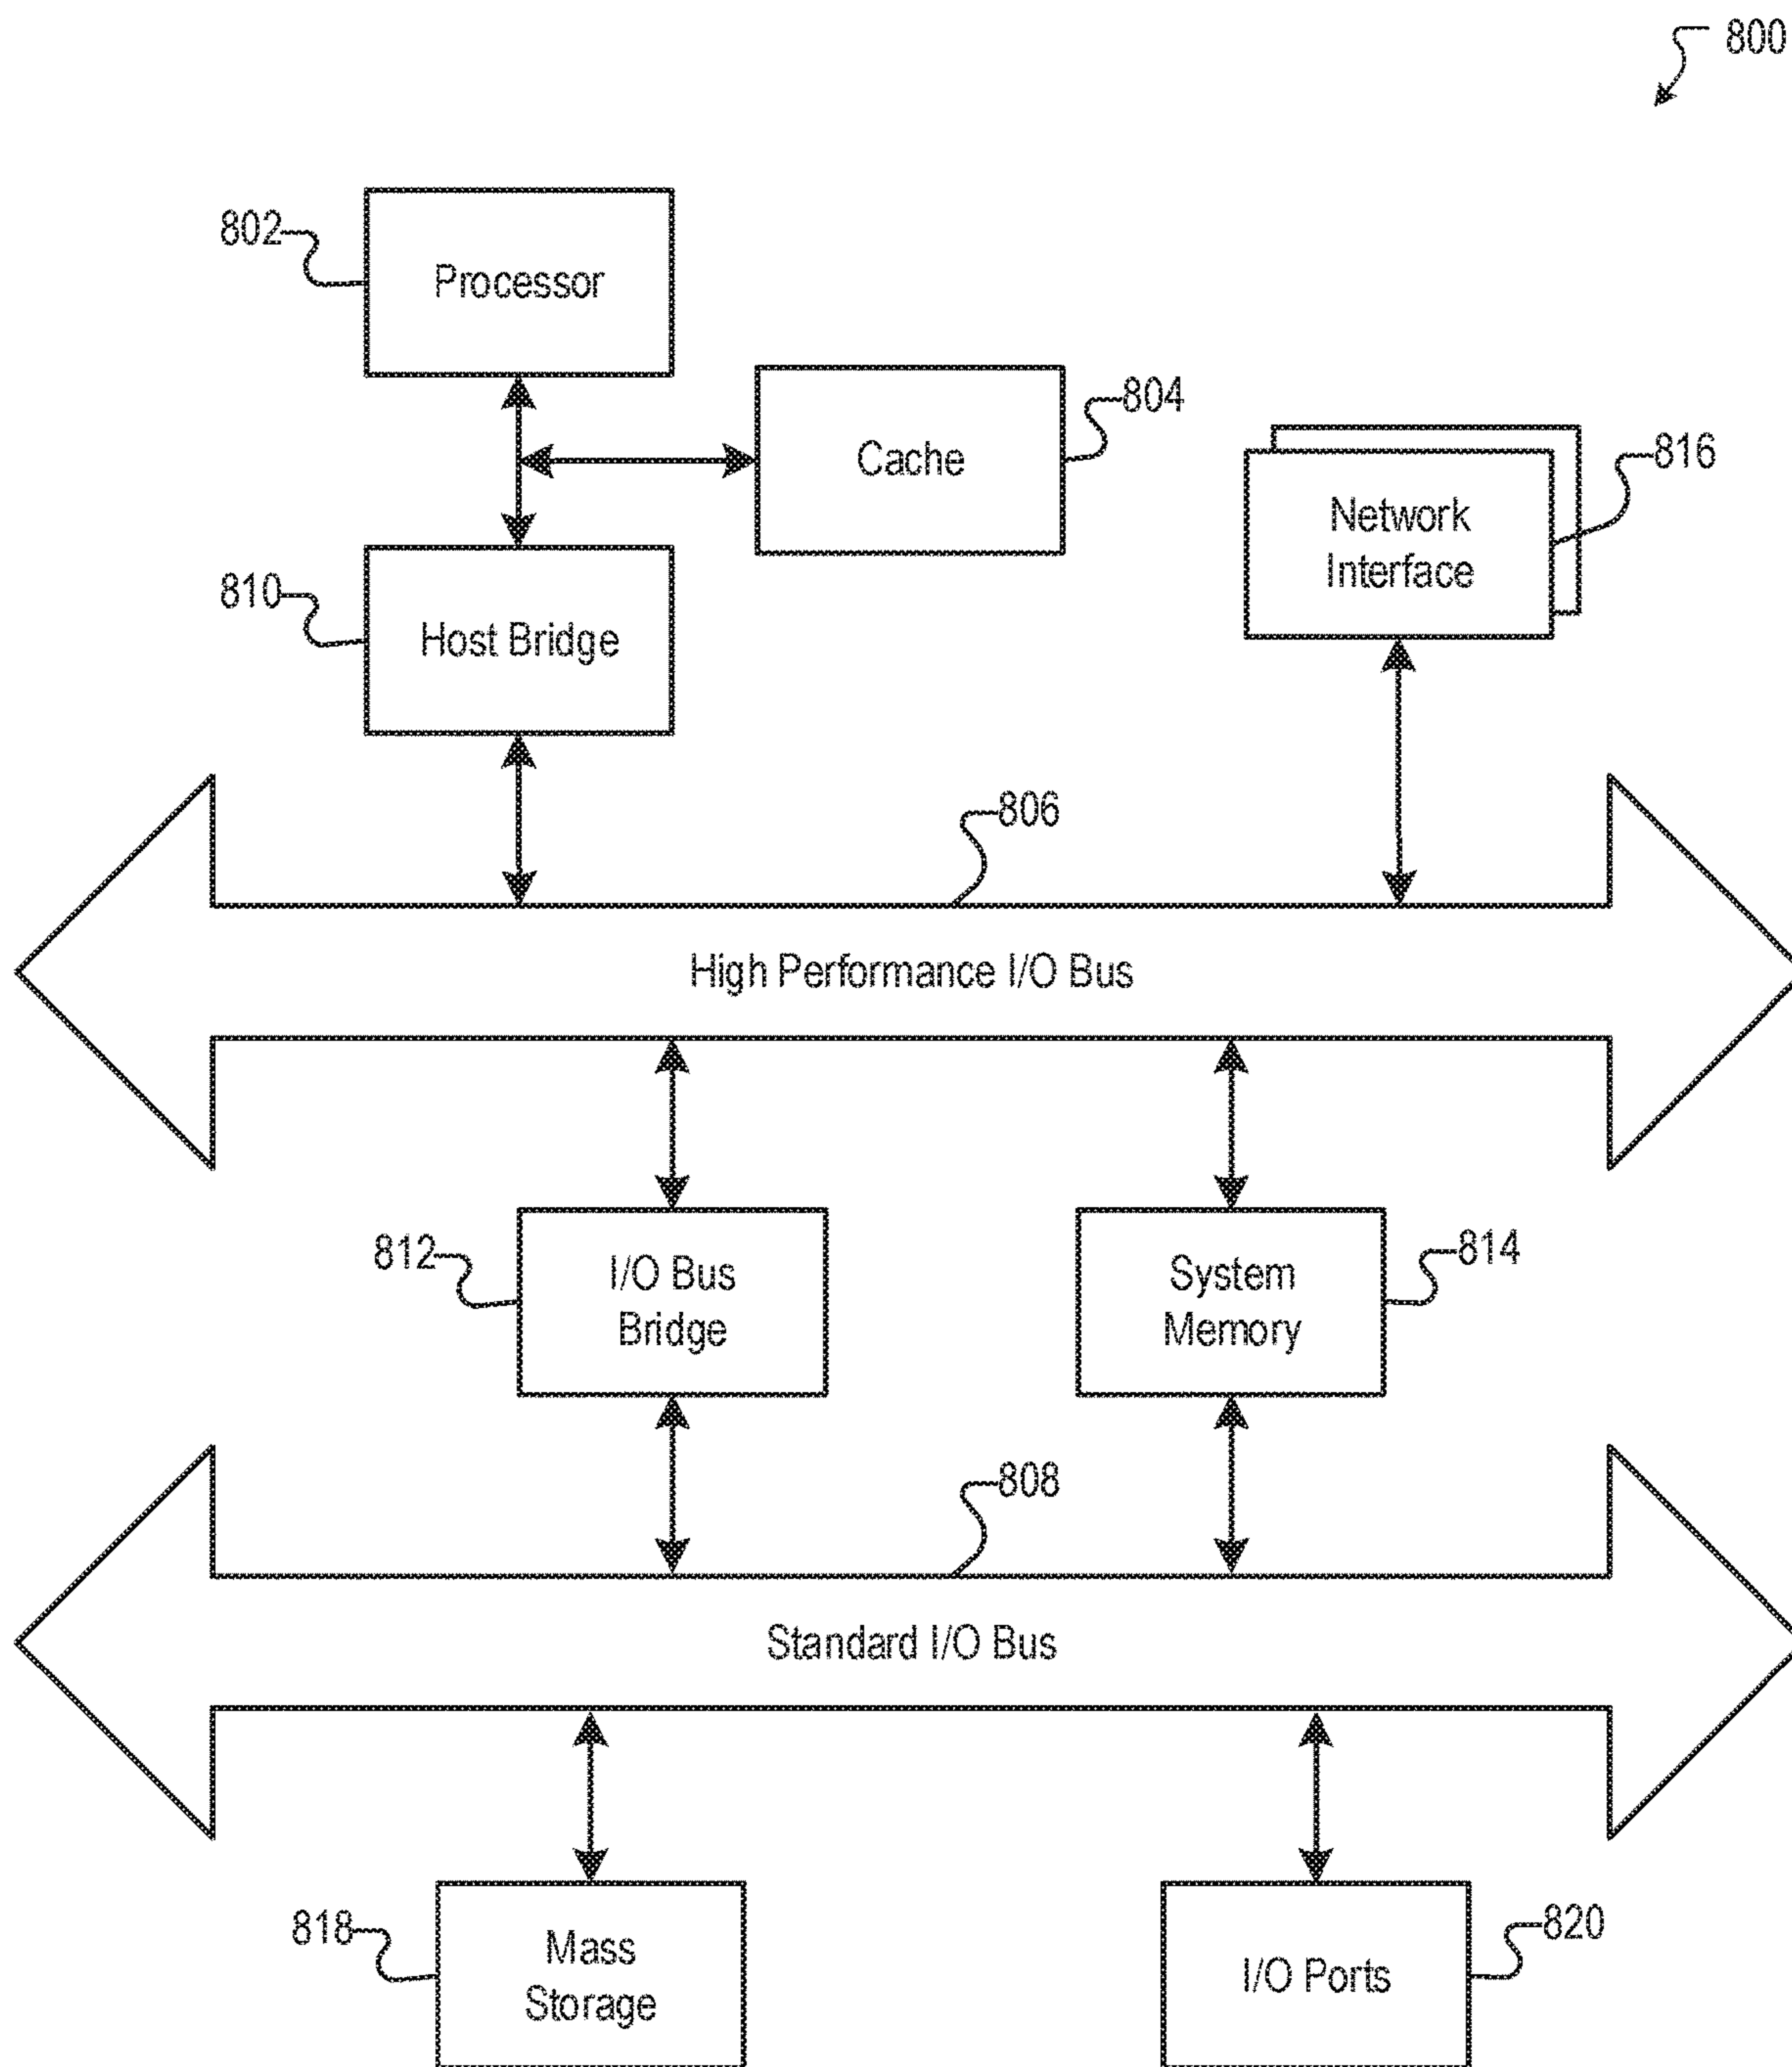 800
802
Processor
804
Cache
816
Network
Interface
810
Host Bridge
806
High Performance I/O Bus
812
I/O Bus
Bridge
System
Memory
814
808
Standard I/O Bus
818
Mass
Storage
I/O Ports
820